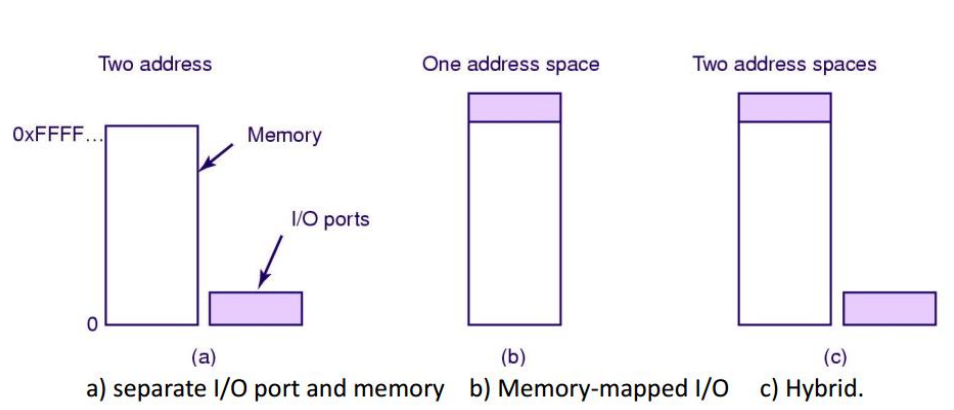 Two address
One address space
Two address spaces
0xFFFF...
Memory
I/O ports
0
(a)
(b)
(c)
a) separate I/O port and memory b) Memory-mapped I/O c) Hybrid.